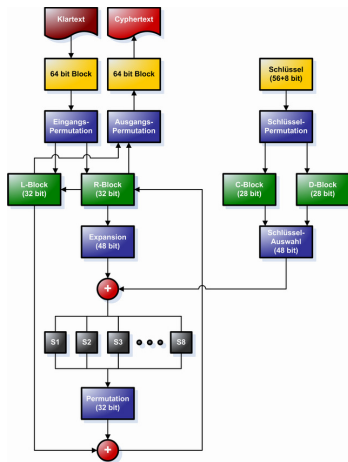 Klartext
Cyphertext
64 bit Block
64 bit Block
Schlüssel
(56+8 bit)
Eingangs-
Permutation
Ausgangs-
Permutation
Schlüssel-
Permutation
L-Block
(32 bit)
R-Block
(32 bit)
C-Block
(28 bit)
D-Block
(28 bit)
Expansion
(48 bit)
Schlüssel-
Auswahl
(48 bit)
+
S1
S2
S3
S8
Permutation
(32 bit)
+